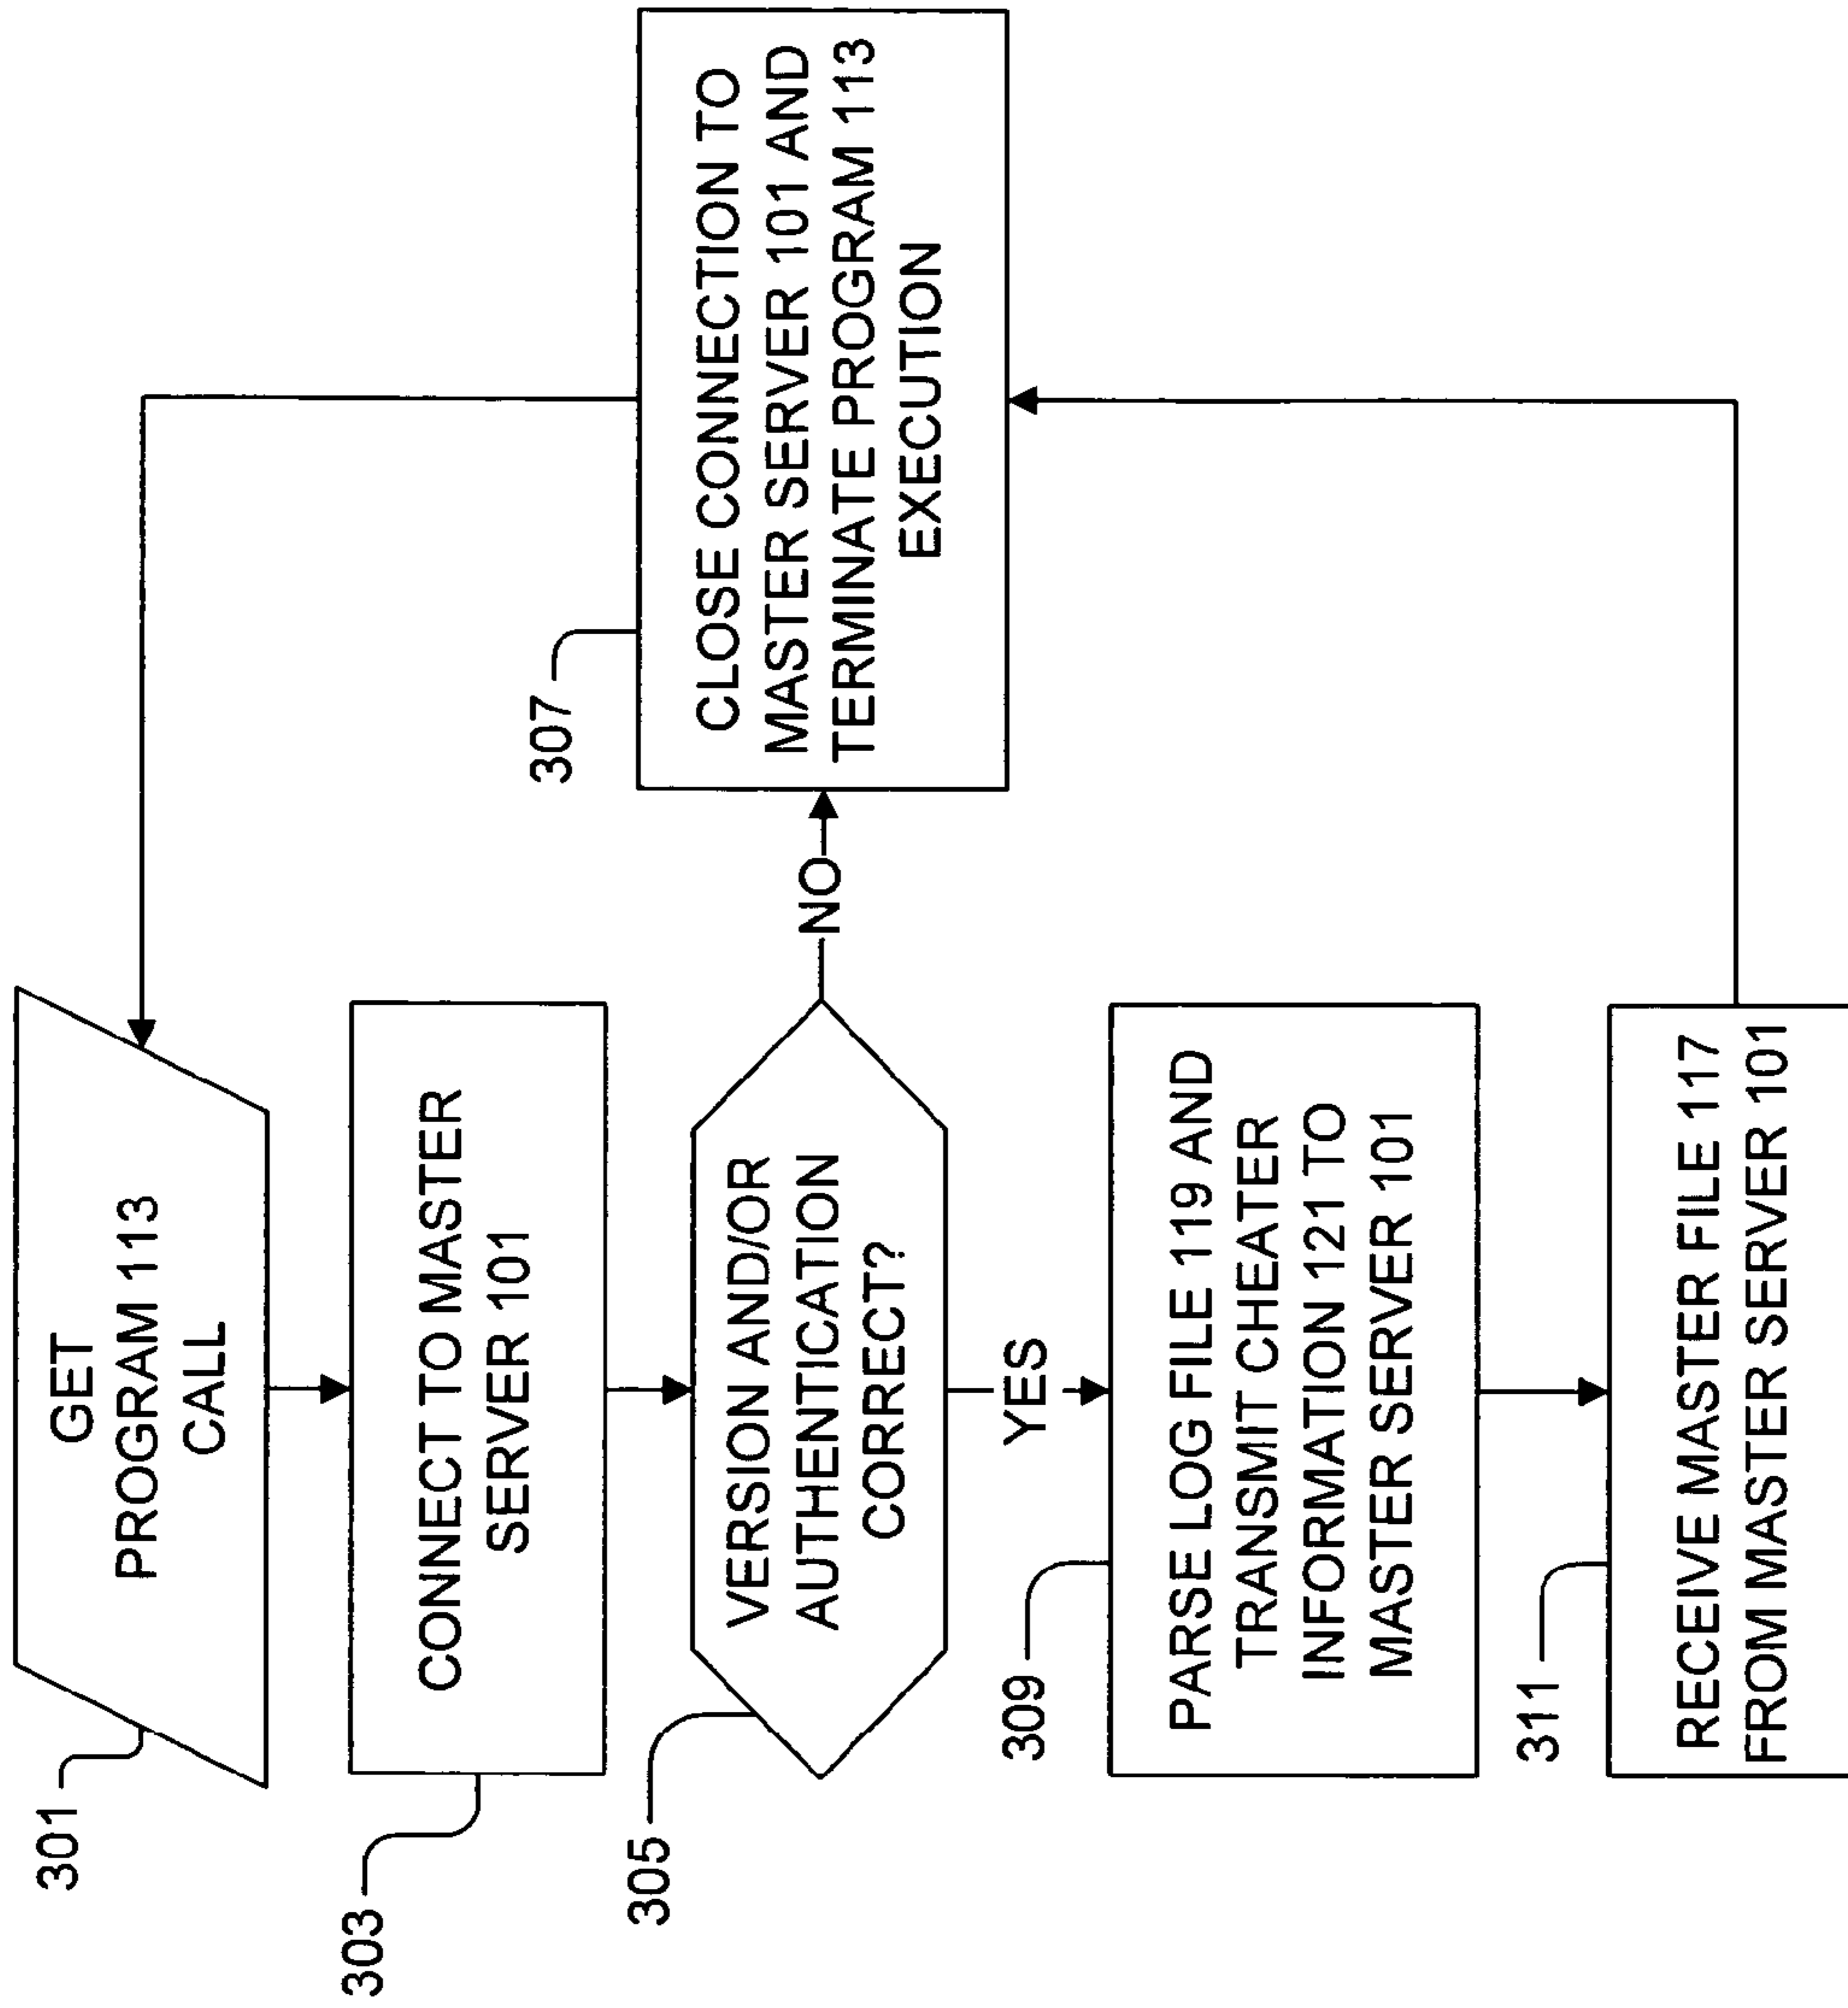 301
GET
PROGRAM 113
CALL
303
CONNECT TO MASTER
SERVER 101
305
VERSION AND/OR
AUTHENTICATION
CORRECT?
NO
307
CLOSE CONNECTION TO
MASTER SERVER 101 AND
TERMINATE PROGRAM 113
EXECUTION
YES
309
PARSE LOG FILE 119 AND
TRANSMIT CHEATER
INFORMATION 121 TO
MASTER SERVER 101
311
RECEIVE MASTER FILE 117
FROM MASTER SERVER 101